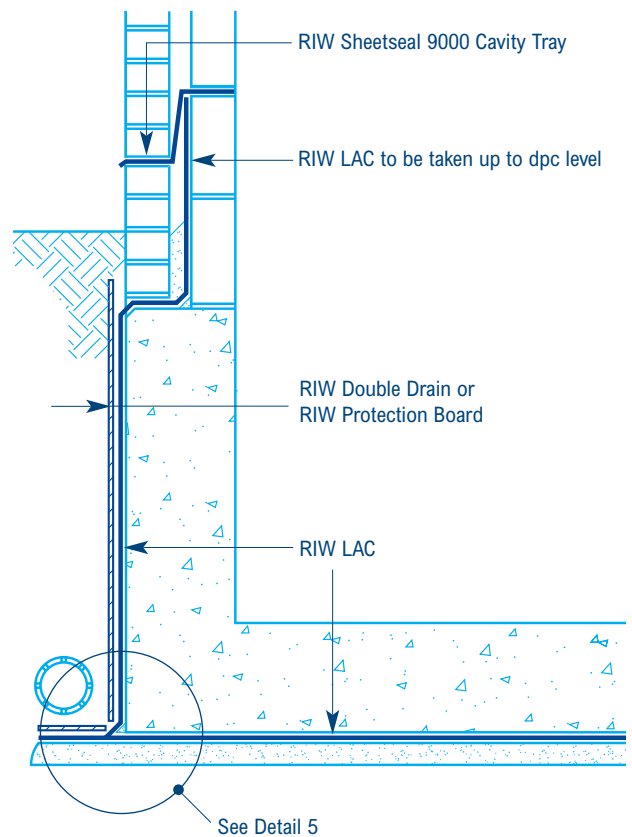 RIW Sheetseal 9000 Cavity Tray
RIW LAC to be taken up to dpc level
RIW Double Drain or
RIW Protection Board
RIW LAC
See Detail 5